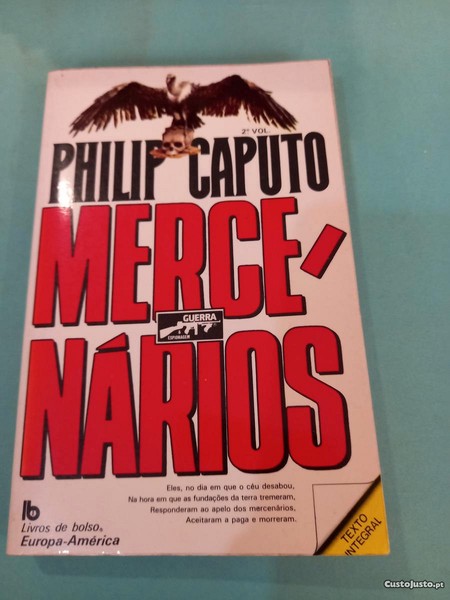 2º VOL.
PHILIP CAPUTO
MERCE-
NÁRIOS
GUERRA
ESPIONAGEM
Eles, no dia em que o céu desabou,
Na hora em que as fundações da terra tremeram,
Responderam ao apelo dos mercenários,
Aceitaram a paga e morreram.
lb
Livros de bolso
Europa-América
TEXTO
INTEGRAL
CustoJusto.pt